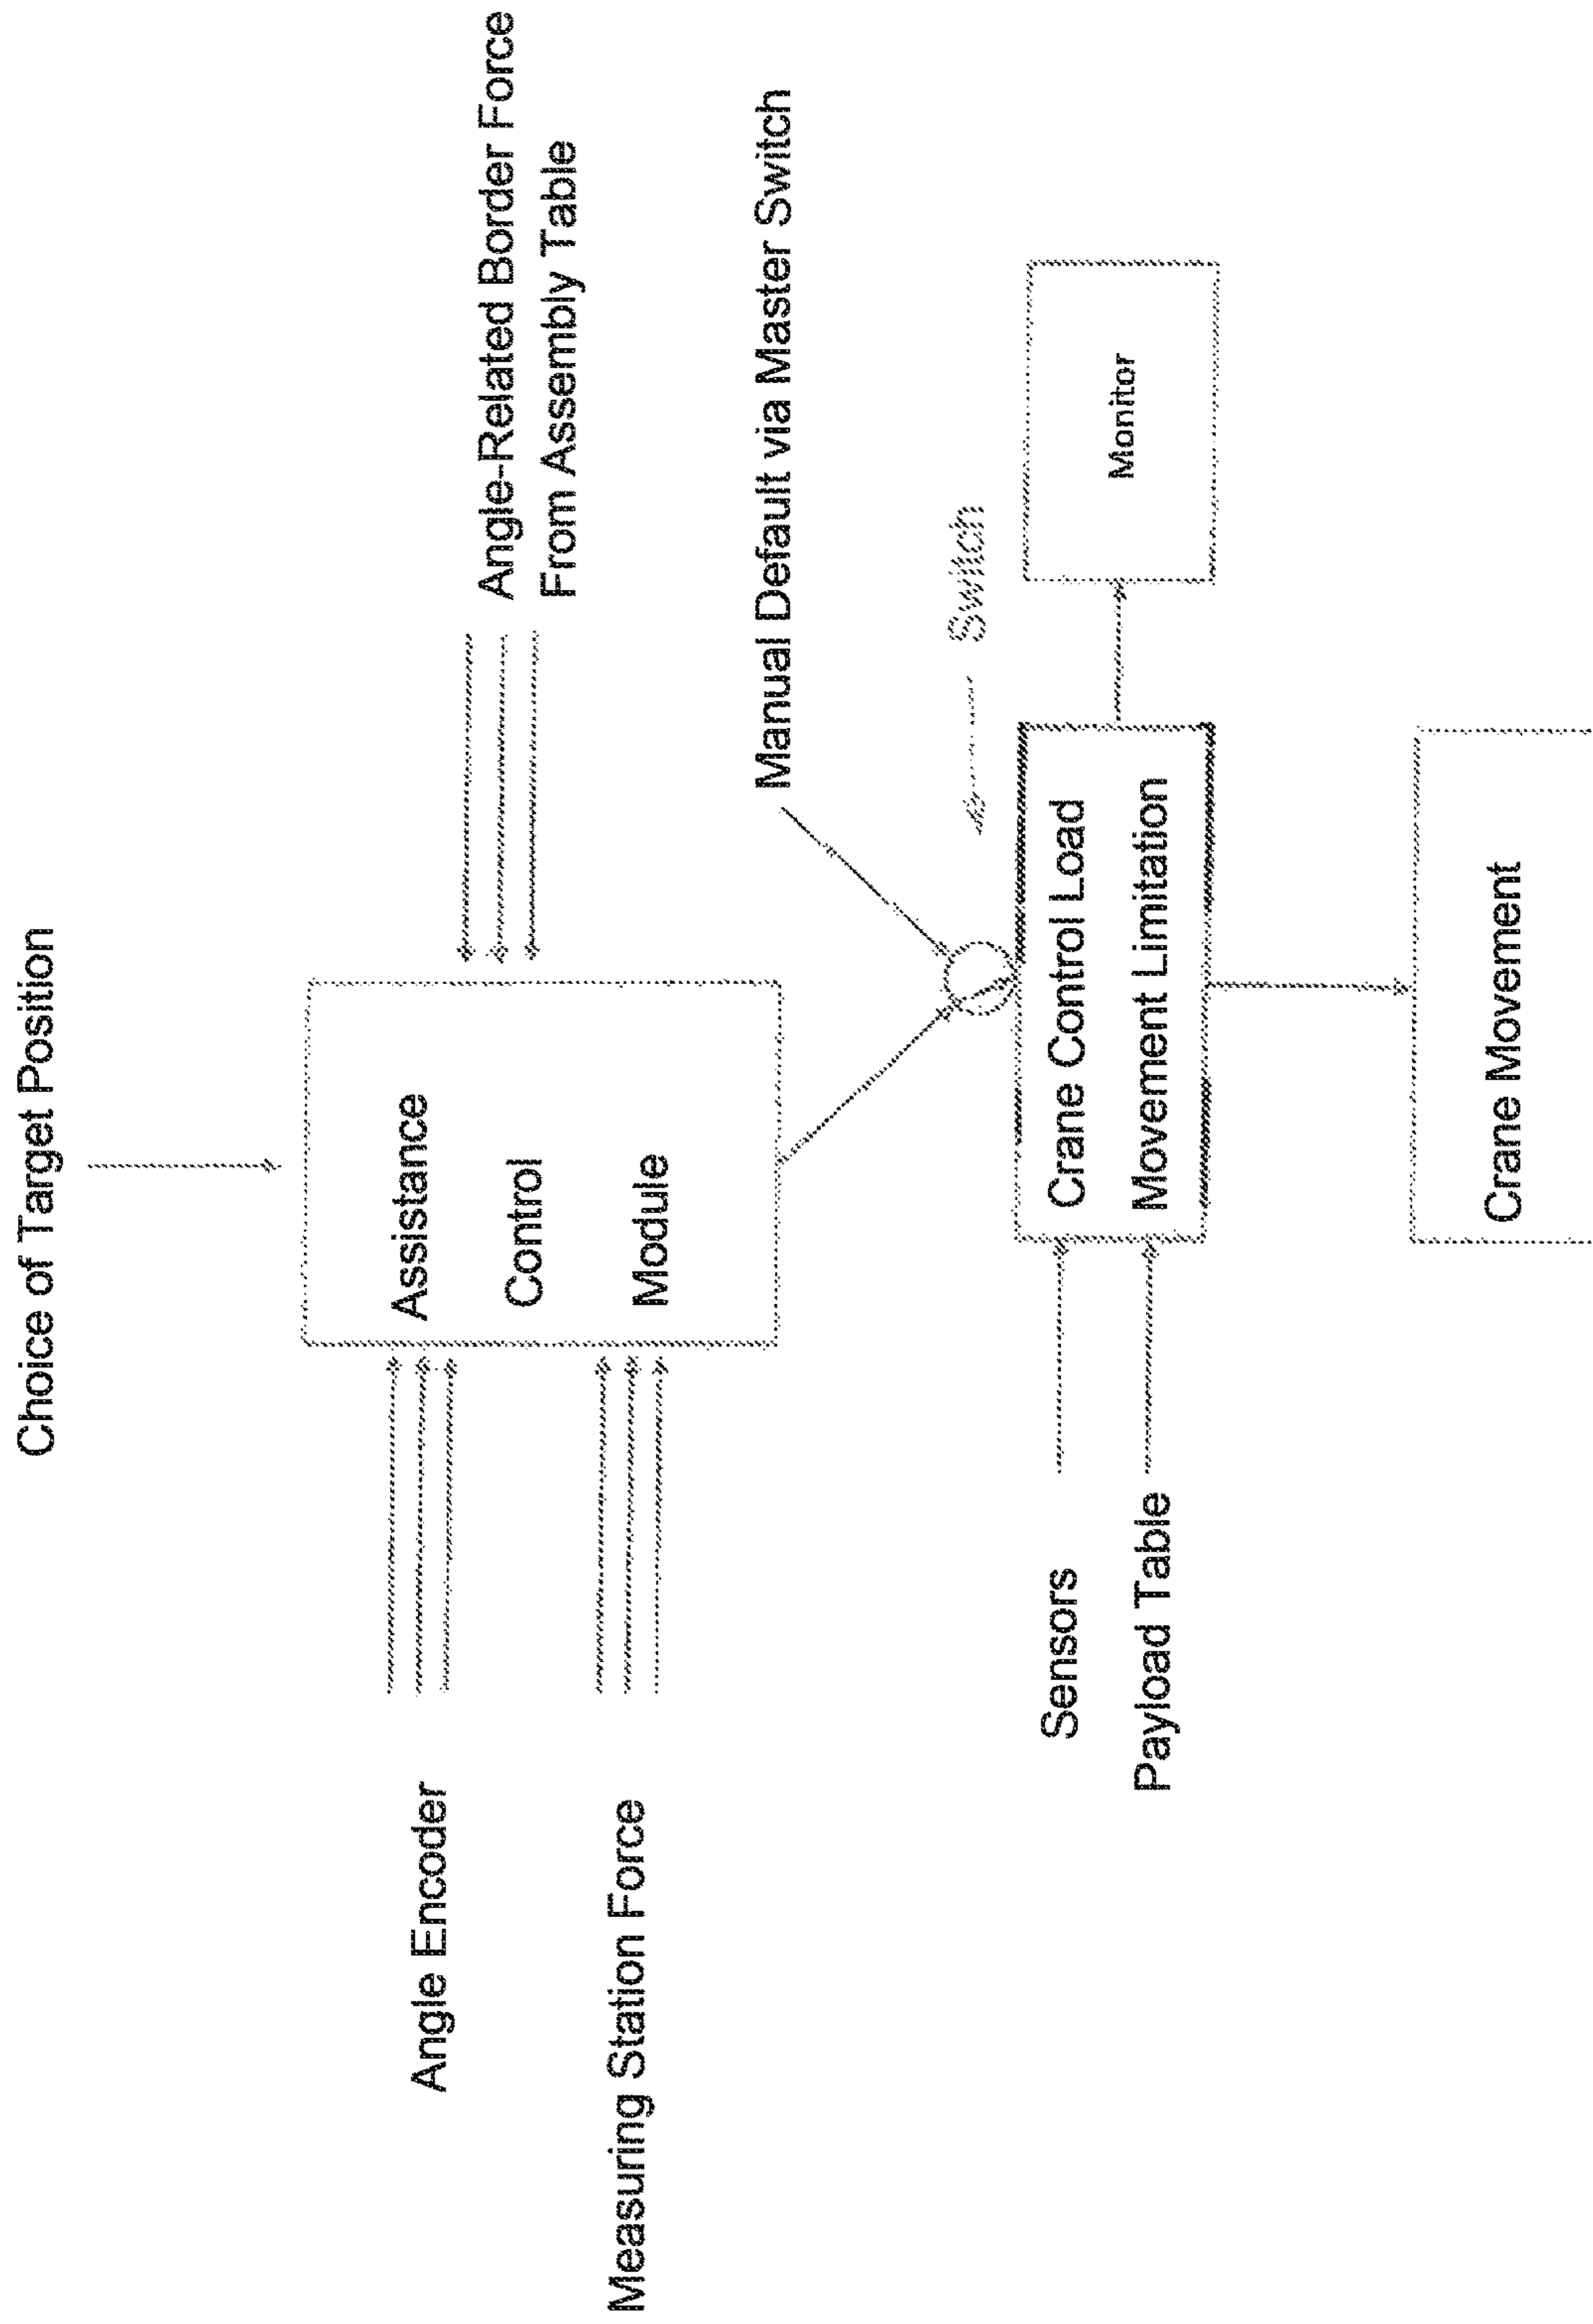 Choice of Target Position
Angle Encoder
Assistance
Angle-Related Border Force
From Assembly Table
Control
Measuring Station Force
Module
Manual Default via Master Switch
Switch
Sensors
Crane Control Load
Payload Table
Movement Limitation
Monitor
Crane Movement